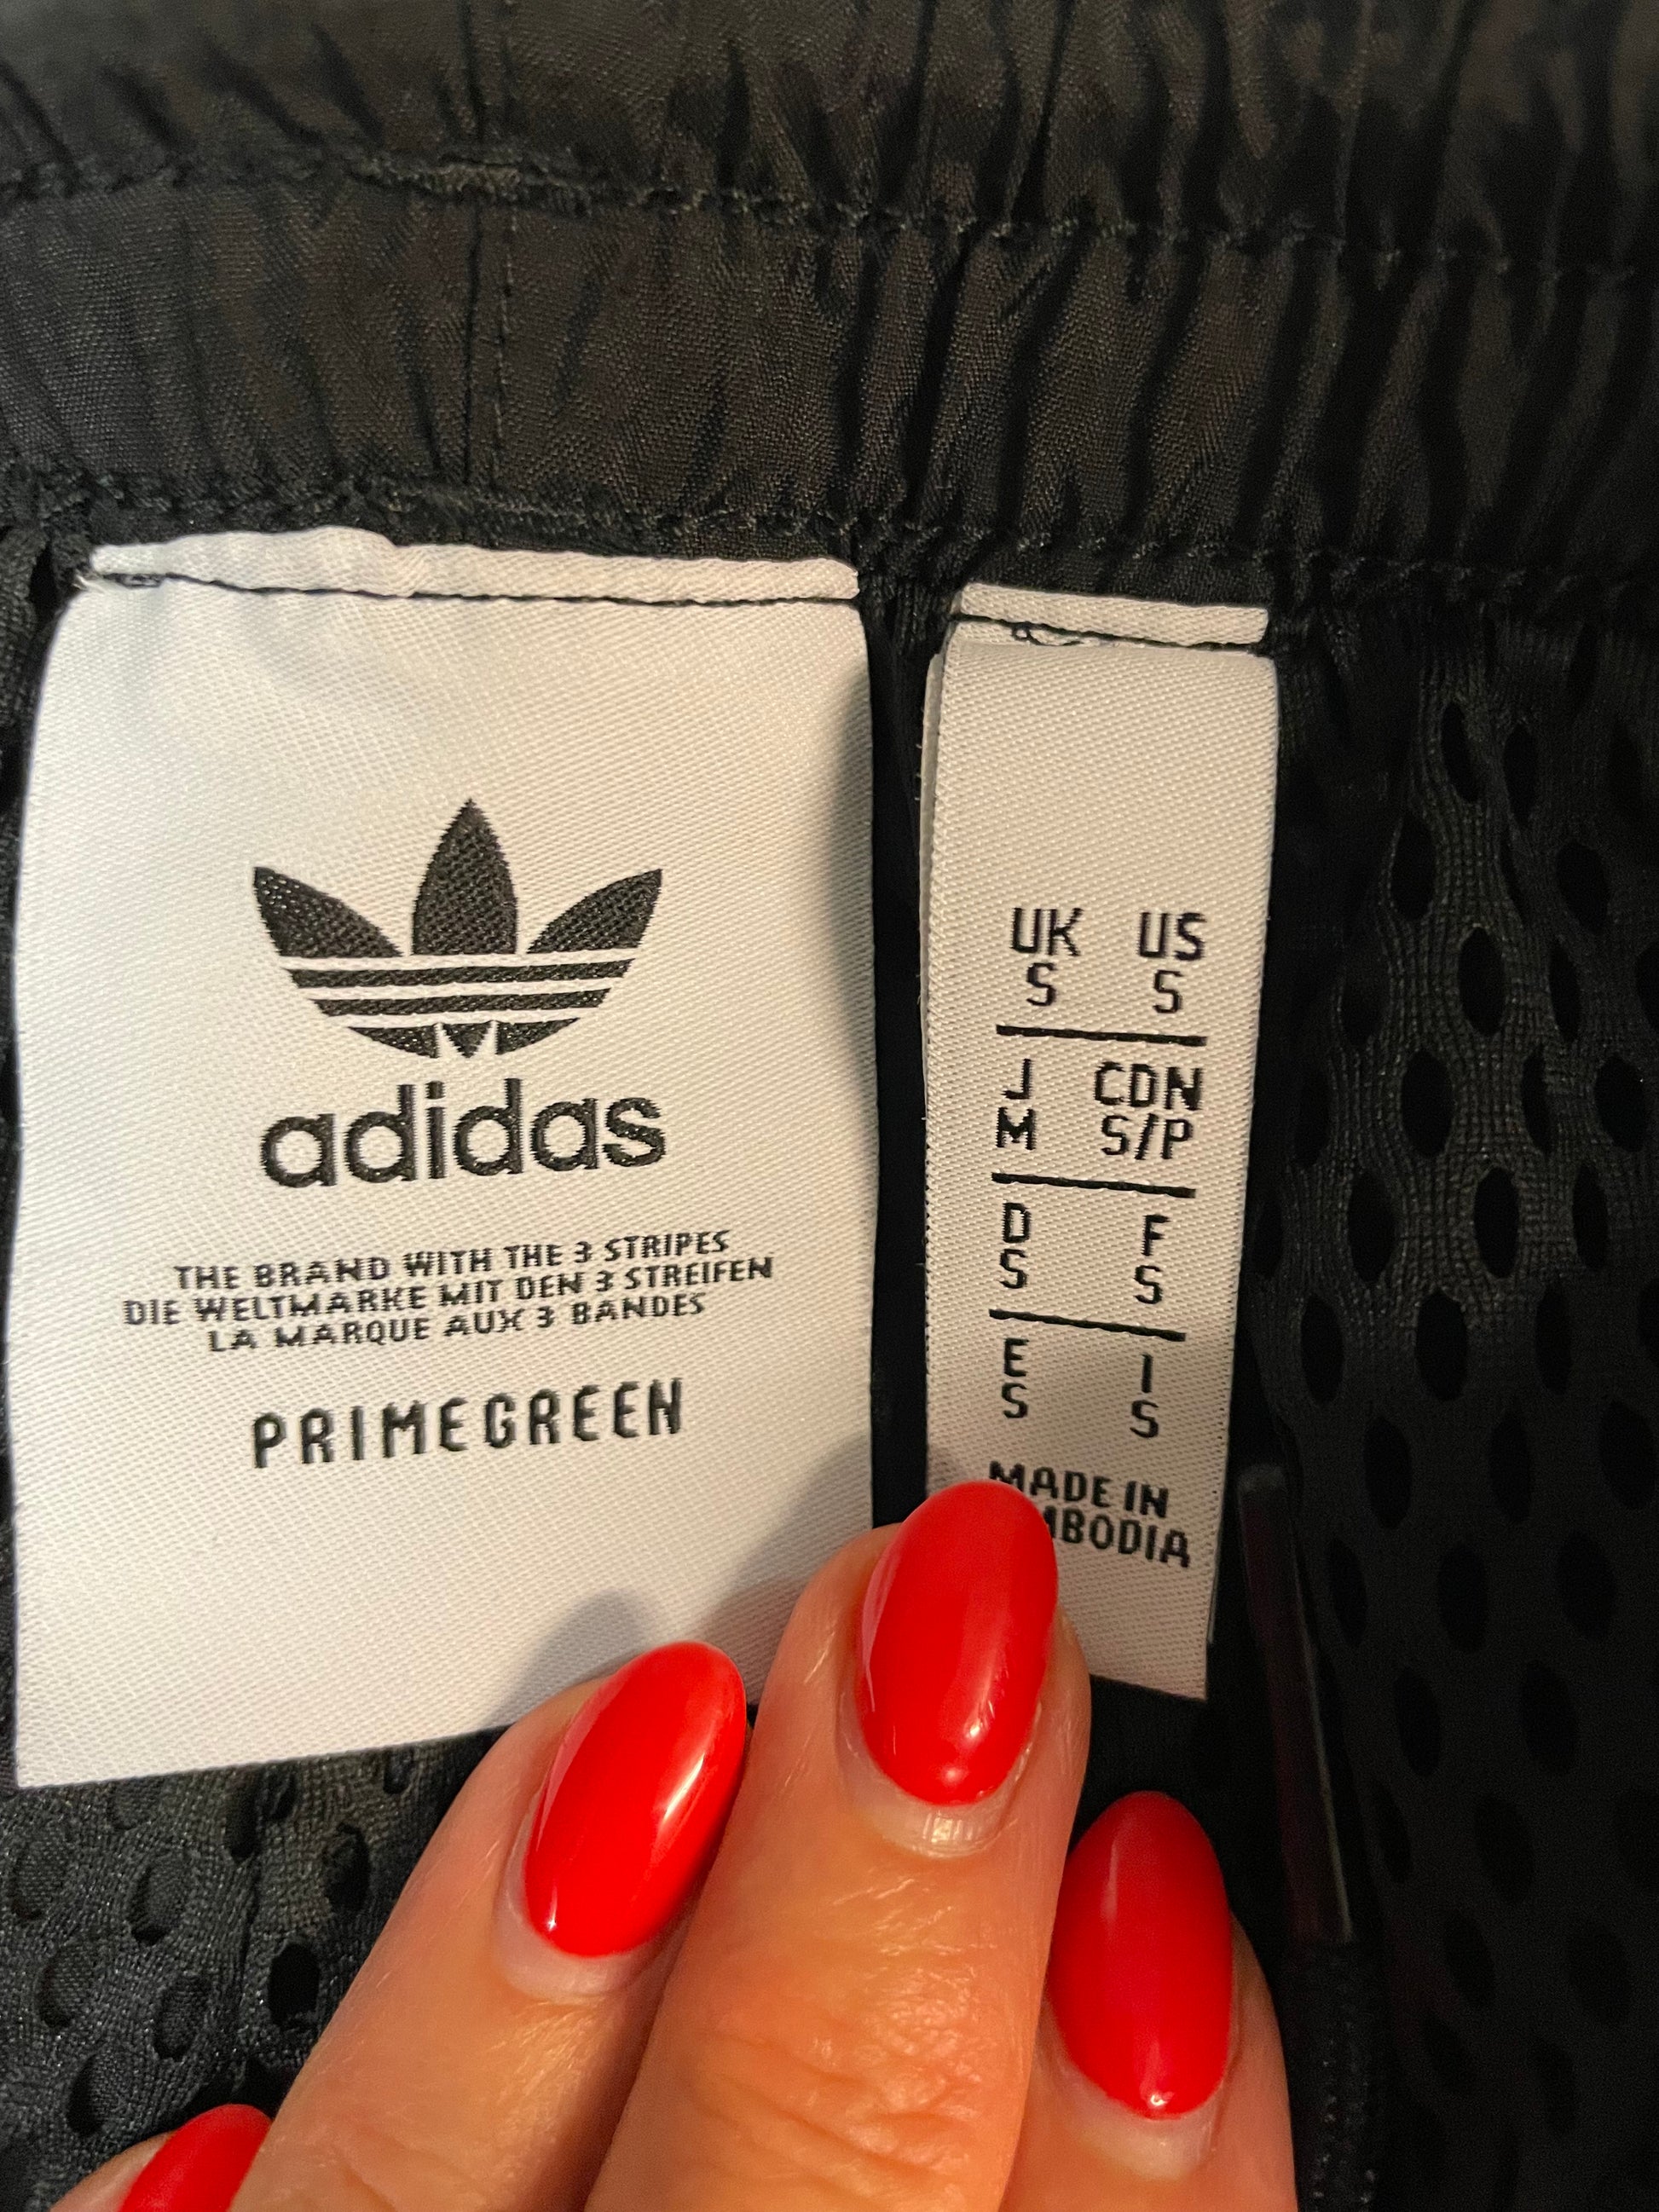 adidas
THE BRAND WITH THE 3 STRIPES
DIE WELTMARKE MIT DEN 3 STREIFEN
LA MARQUE AUX 3 BANDES
PRIMEGREEN
UK US
S S
J CDN
M S/P
D F
S S
E I
S S
MADE IN